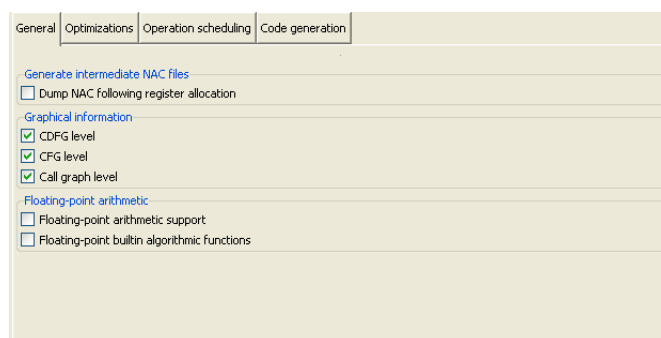 General Optimizations Operation scheduling Code generation
Generate intermediate NAC files
Dump NAC following register allocation
Graphical information
CDFG level
CFG level
Call graph level
Floating-point arithmetic
Floating-point arithmetic support
Floating-point builtin algorithmic functions